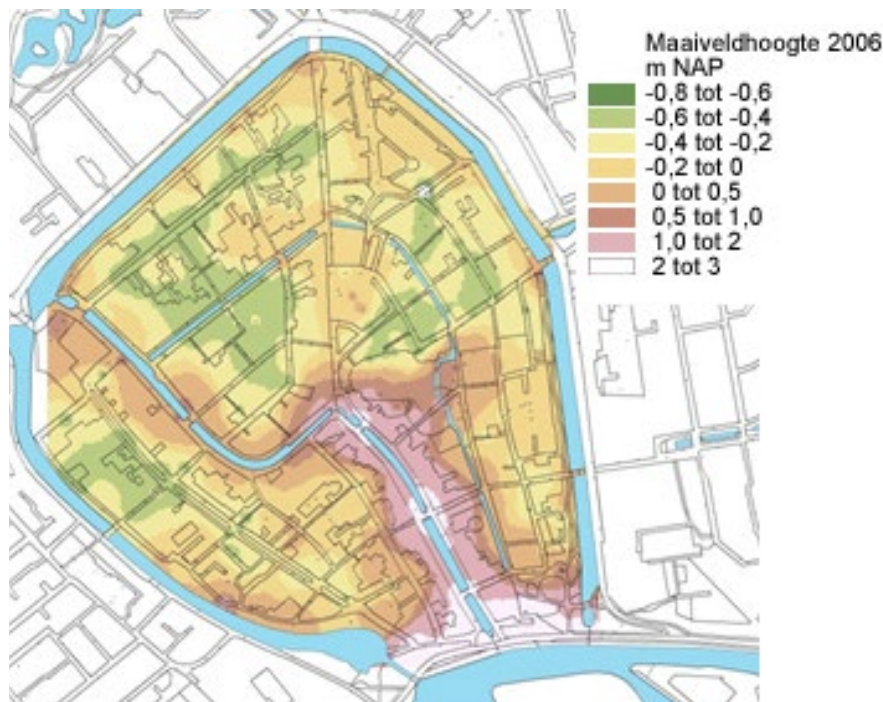 Maaiveldhoogte 2006
m NAP
-0,8 tot -0,6
-0,6 tot -0,4
-0,4 tot -0,2
-0,2 tot 0
0 tot 0,5
0,5 tot 1,0
1,0 tot 2
2 tot 3